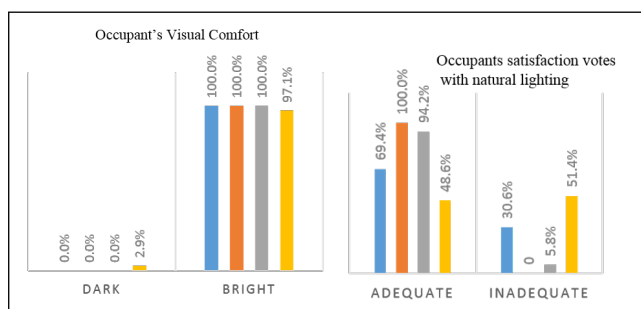 Occupant's Visual Comfort
0.0%
0.0%
0.0%
2.9%
100.0%
100.0%
100.0%
97.1%
DARK
BRIGHT
Occupants satisfaction votes
with natural lighting
69.4%
100.0%
94.2%
48.6%
30.6%
0
5.8%
51.4%
ADEQUATE
INADEQUATE